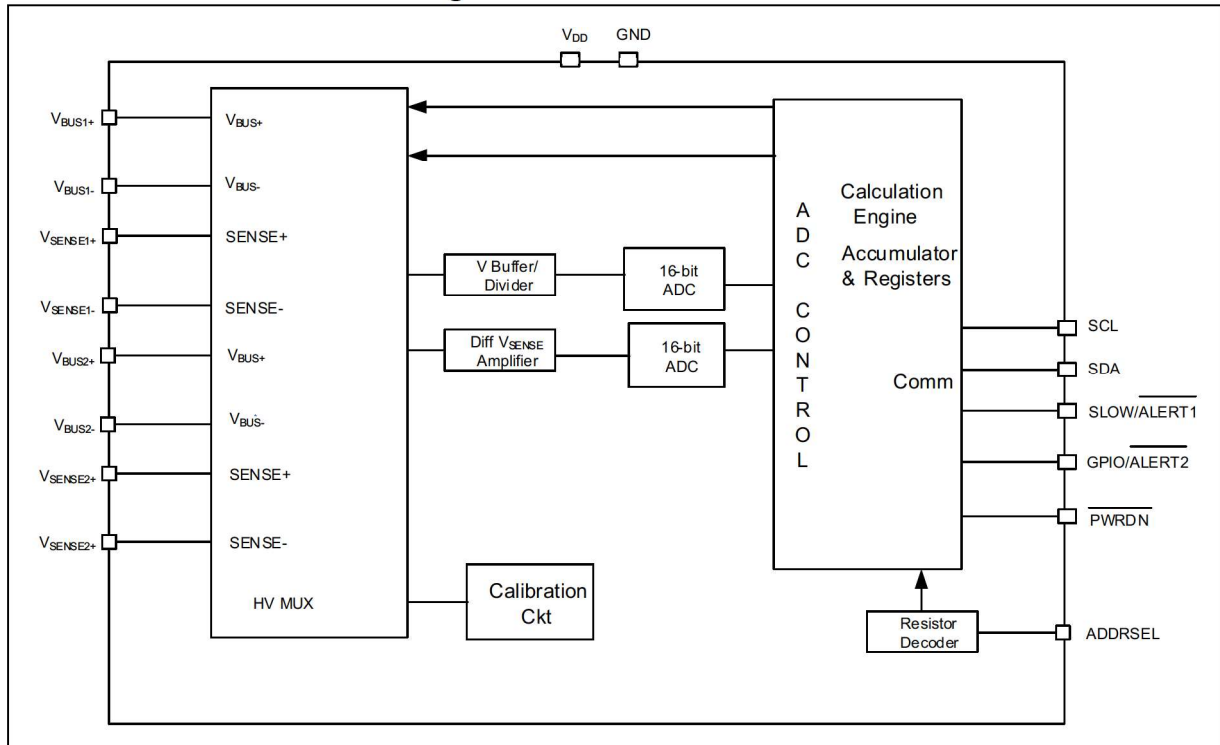 VDD GND
VBUS1+
VBUS1-
VSENSE1+
VSENSE1-
VBUS2+
VBUS2-
VSENSE2+
VSENSE2+
VBUS+
VBUS-
SENSE+
SENSE-
VBUS+
VBUS-
SENSE+
SENSE-
HV MUX
V Buffer/
Divider
16-bit
ADC
Diff VSENSE
Amplifier
16-bit
ADC
Calibration
Ckt
ADC CONTROL
Calculation
Engine
Accumulator
& Registers
Comm
Resistor
Decoder
SCL
SDA
SLOW/ALERT1
GPIO/ALERT2
PWRDN
ADDRSEL